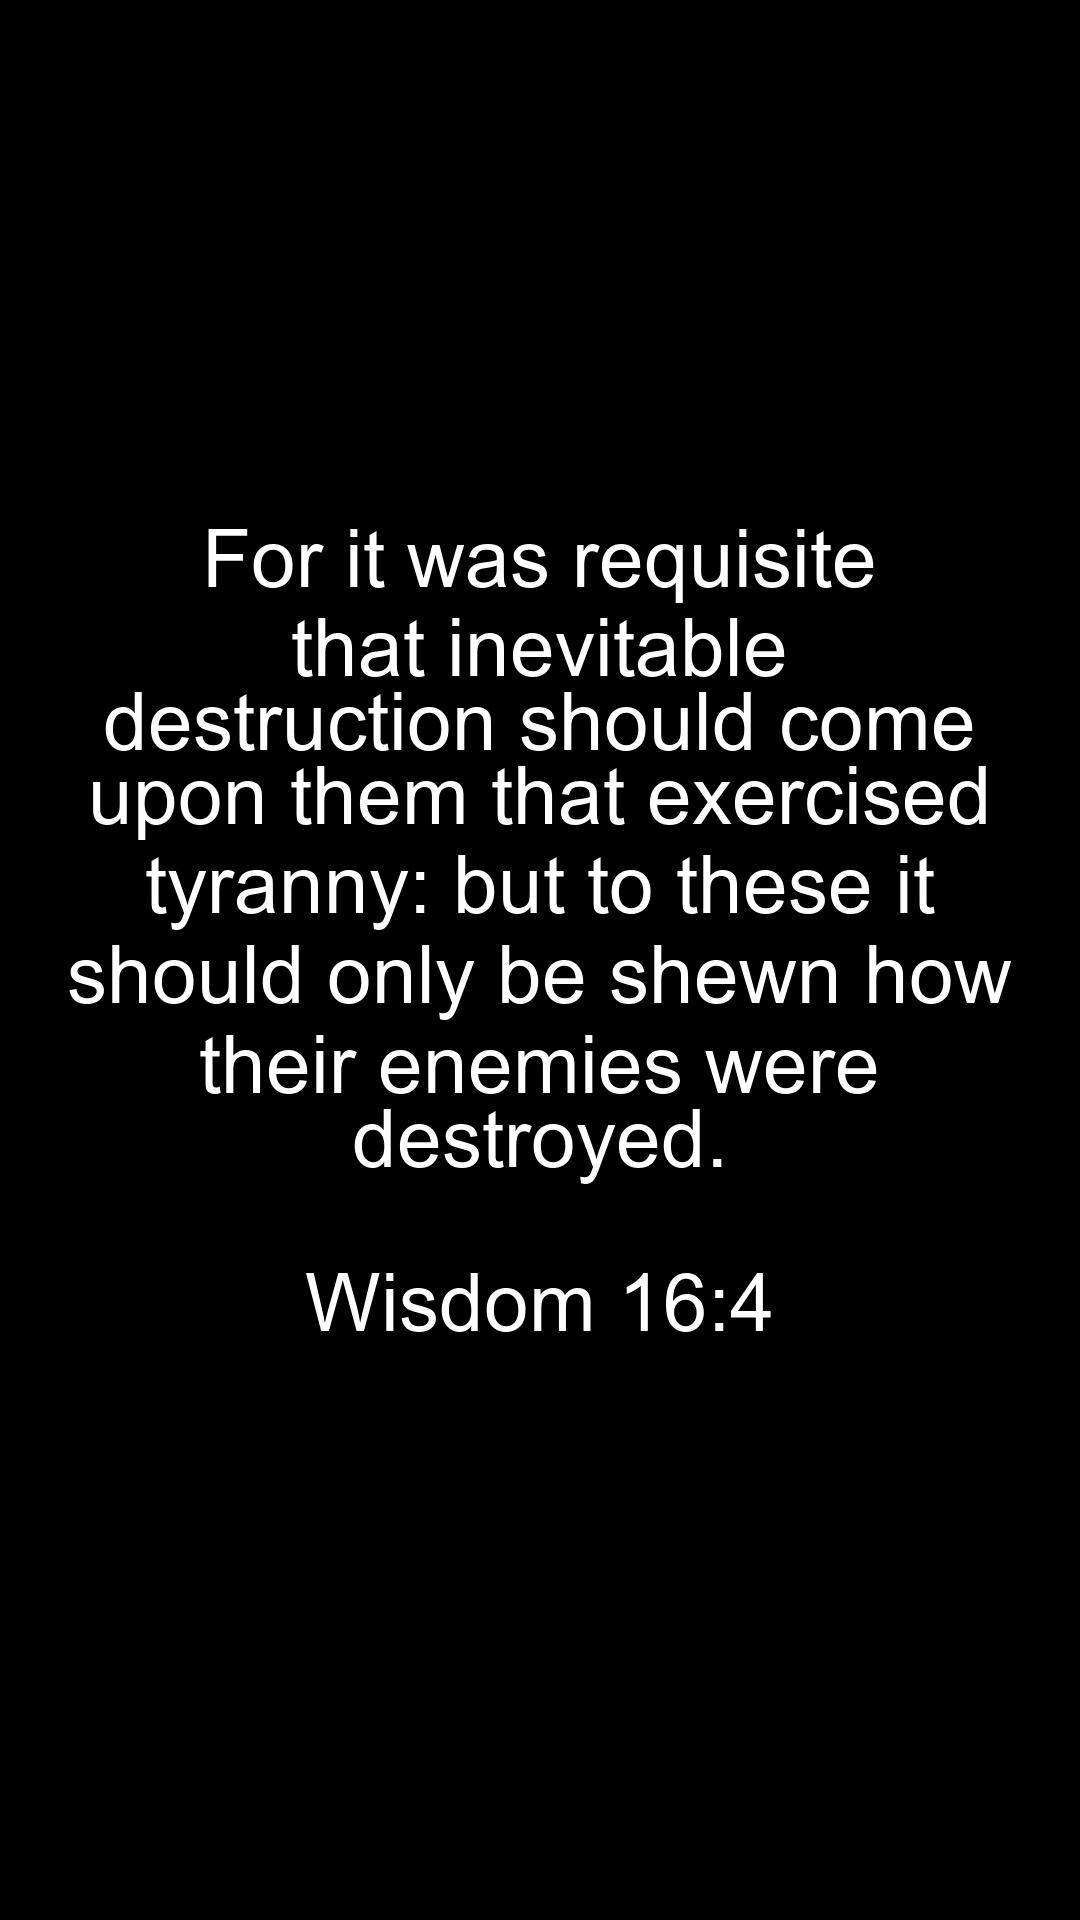 For it was requisite
that inevitable
destruction should come
upon them that exercised
tyranny: but to these it
should only be shewn how
their enemies were
destroyed.
Wisdom 16:4